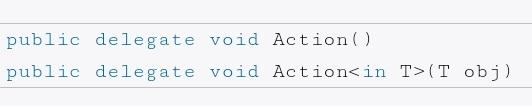 public delegate void Action()
public delegate void Action<in T>(T obj)